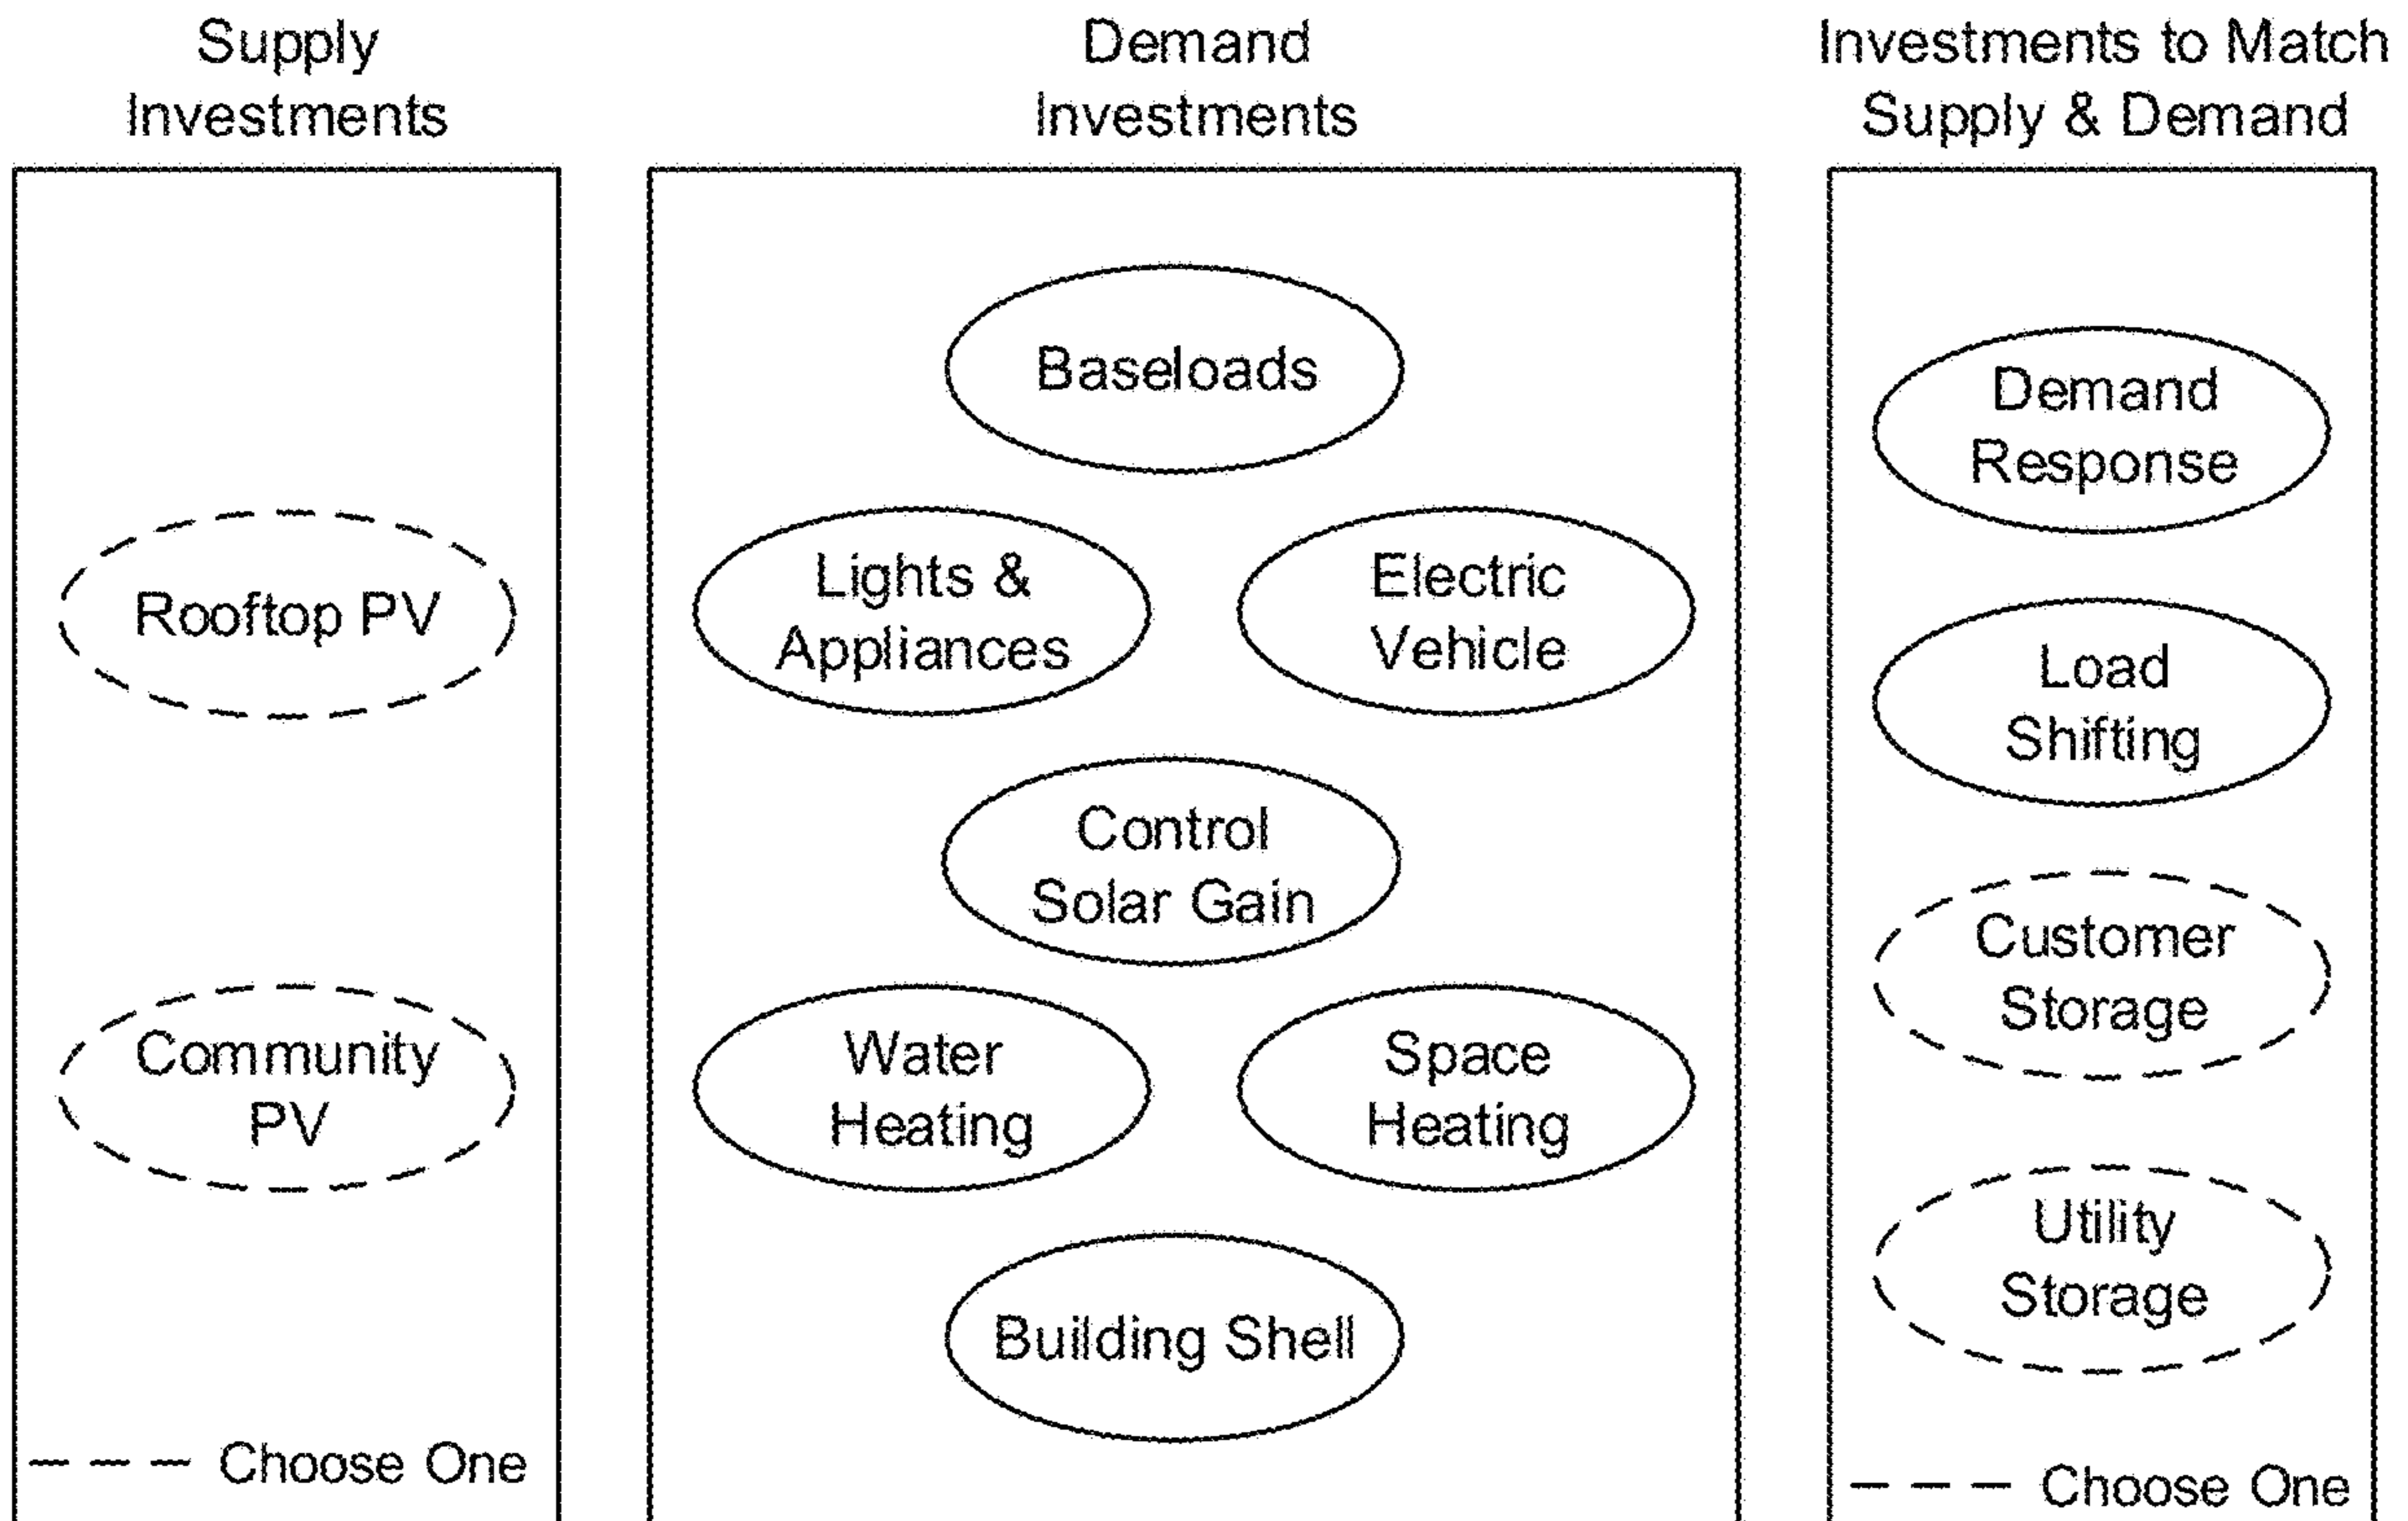 Supply
Investments
Rooftop PV
Community
PV
Choose One
Demand
Investments
Baseloads
Lights &
Appliances
Electric
Vehicle
Control
Solar Gain
Water
Heating
Space
Heating
Building Shell
Investments to Match
Supply & Demand
Demand
Response
Load
Shifting
Customer
Storage
Utility
Storage
Choose One